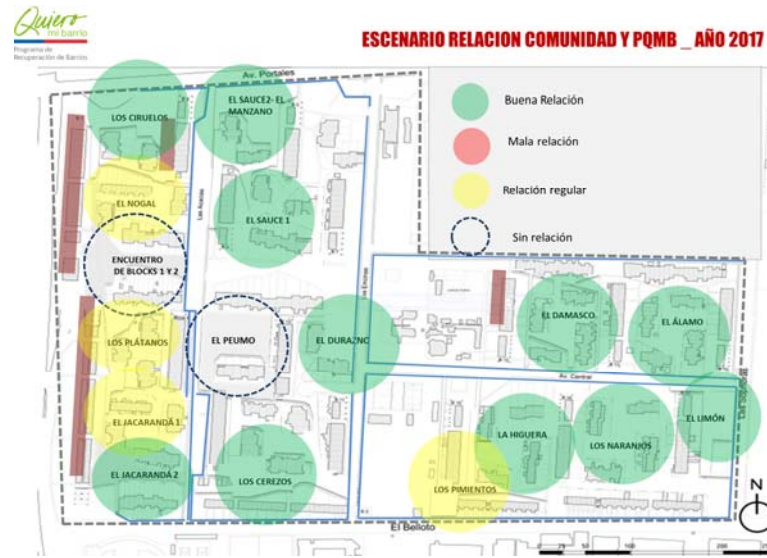 Quiero
mi barrio
Programa de
Recuperación de Barrios
ESCENARIO RELACION COMUNIDAD Y PQMB _ AÑO 2017
Av. Portales
LOS CIRUELOS
EL SAUCE2- EL
MANZANO
Buena Relación
Mala relación
Relación regular
Sin relación
EL NOGAL
Las Acacias
EL SAUCE 1
ENCUENTRO
DE BLOCKS 1 Y 2
LOS PLÁTANOS
EL PEUMO
EL DURAZNO
EL DAMASCO.
EL ÁLAMO
Av. Central
EL JACARANDÁ 1
EL JACARANDÁ 2
LOS CEREZOS
LOS PIMIENTOS
LA HIGUERA
LOS NARANJOS
EL LIMÓN
El Belloto
N